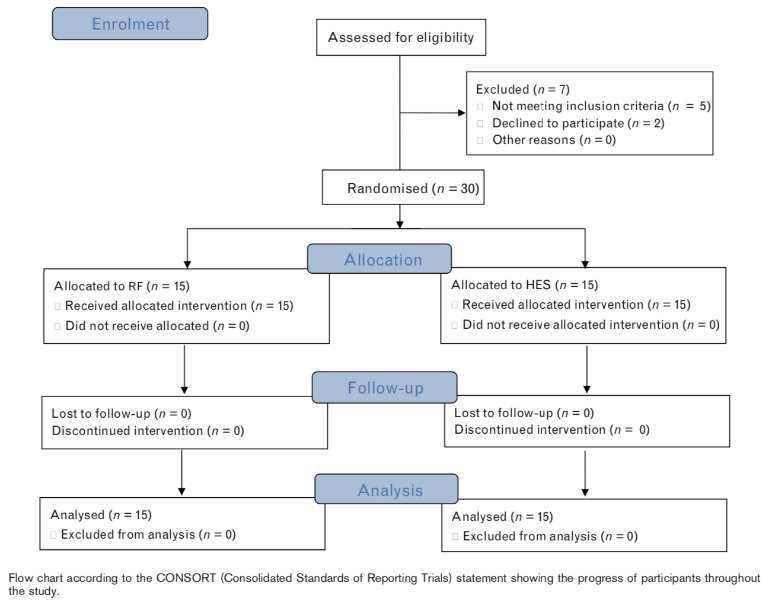 Enrolment
Assessed for eligibility
Excluded (n = 7)
Not meeting inclusion criteria (n = 5)
Declined to participate (n = 2)
Other reasons (n = 0)
Randomised (n = 30)
Allocation
Allocated to RF (n = 15)
Received allocated intervention (n = 15)
Did not receive allocated (n = 0)
Allocated to HES (n = 15)
Received allocated intervention (n = 15)
Did not receive allocated intervention (n = 0)
Follow-up
Lost to follow-up (n = 0)
Discontinued intervention (n = 0)
Lost to follow-up (n = 0)
Discontinued intervention (n = 0)
Analysis
Analysed (n = 15)
Excluded from analysis (n = 0)
Analysed (n = 15)
Excluded from analysis (n = 0)
Flow chart according to the CONSORT (Consolidated Standards of Reporting Trials) statement showing the progress of participants throughout
the study.